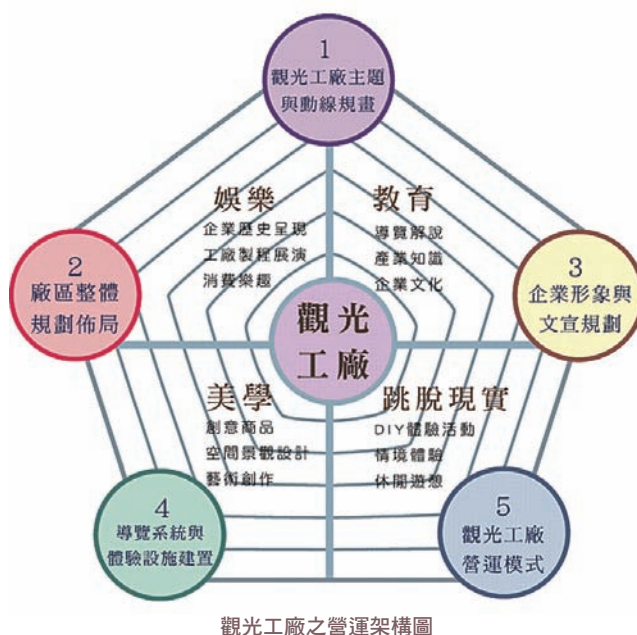 1
觀光工廠主題
與動線規畫
娛樂
企業歷史呈現
工廠製程展演
消費樂趣
教育
導覽解說
產業知識
企業文化
2
廠區整體
規劃佈局
3
企業形象與
文宣規劃
觀光
工廠
美學
創意商品
空間景觀設計
藝術創作
跳脫現實
DIY體驗活動
情境體驗
休閒遊憩
4
導覽系統與
體驗設施建置
5
觀光工廠
營運模式
觀光工廠之營運架構圖